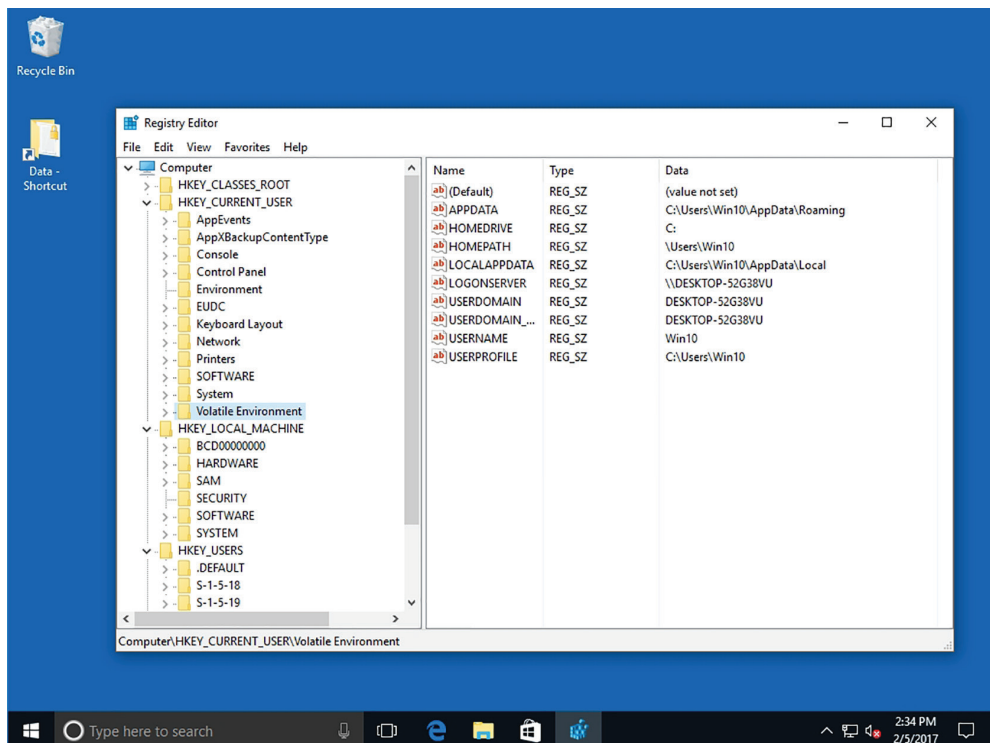 Recycle Bin
Data -
Shortcut
Registry Editor
File Edit View Favorites Help
Computer
HKEY_CLASSES_ROOT
HKEY_CURRENT_USER
AppEvents
AppXBackupContentType
Console
Control Panel
Environment
EUDC
Keyboard Layout
Network
Printers
SOFTWARE
System
Volatile Environment
HKEY_LOCAL_MACHINE
BCD00000000
HARDWARE
SAM
SECURITY
SOFTWARE
SYSTEM
HKEY_USERS
.DEFAULT
S-1-5-18
S-1-5-19
Name Type Data
(Default) REG_SZ (value not set)
APPDATA REG_SZ C:\Users\Win10\AppData\Roaming
HOMEDRIVE REG_SZ C:
HOMEPATH REG_SZ \Users\Win10
LOCALAPPDATA REG_SZ C:\Users\Win10\AppData\Local
LOGONSERVER REG_SZ \\DESKTOP-52G38VU
USERDOMAIN REG_SZ DESKTOP-52G38VU
USERDOMAIN_... REG_SZ DESKTOP-52G38VU
USERNAME REG_SZ Win10
USERPROFILE REG_SZ C:\Users\Win10
Computer\HKEY_CURRENT_USER\Volatile Environment
Type here to search
2:34 PM
2/5/2017